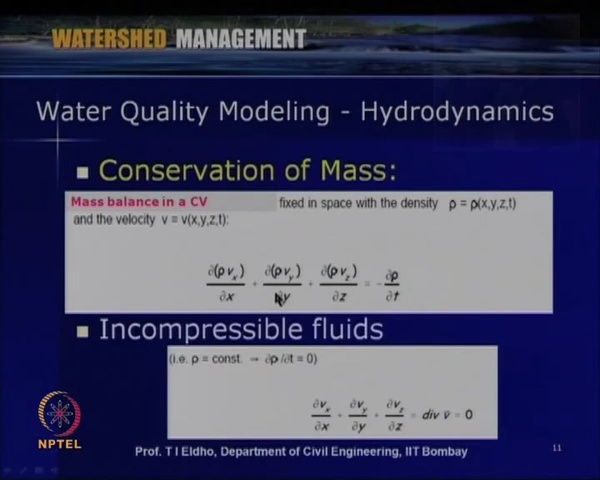 WATERSHED MANAGEMENT
Water Quality Modeling - Hydrodynamics
▪ Conservation of Mass:
Mass balance in a CV fixed in space with the density ρ = ρ(x,y,z,t)
and the velocity v = v(x,y,z,t):
∂(ρv_x)/∂x + ∂(ρv_y)/∂y + ∂(ρv_z)/∂z = -∂ρ/∂t
▪ Incompressible fluids
(i.e. ρ = const. → ∂ρ/∂t = 0)
∂v_x/∂x + ∂v_y/∂y + ∂v_z/∂z = div v̄ = 0
NPTEL
Prof. T I Eldho, Department of Civil Engineering, IIT Bombay
11